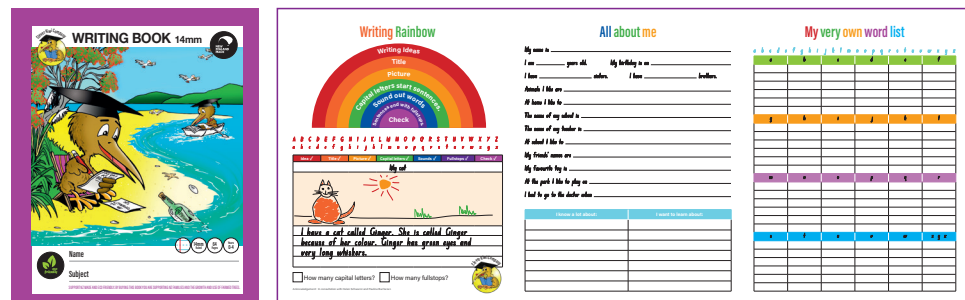 WRITING BOOK 14mm
Name
Subject
Writing Rainbow
Writing Ideas
Title
Picture
Capital letters start sentences.
Sound out words
Sentences end with fullstops.
Check
A B C D E F G H I J K L M N O P Q R S T U V W X Y Z
a b c d e f g h i j k l m n o p q r s t u v w x y z
Idea ✓ Title ✓ Picture ✓ Capital letters ✓ Sounds ✓ Fullstops ✓ Check ✓
My cat
I have a cat called Ginger. She is called Ginger
because of her colour. Ginger has green eyes and
very long whiskers.
How many capital letters? How many fullstops?
All about me
My name is
I am years old. My birthday is on
I have sisters. I have brothers.
Animals I like are
At home I like to
The name of my school is
The name of my teacher is
At school I like to
My friends' names are
My favourite toy is
At the park I like to play on
I had to go to the doctor when
I know a lot about: I want to learn about:
My very own word list
a b c d e f g h i j k l m n o p q r s t u v w x y z
a b c d e f
g h i j k l
m n o p q r
s t u v w x y z